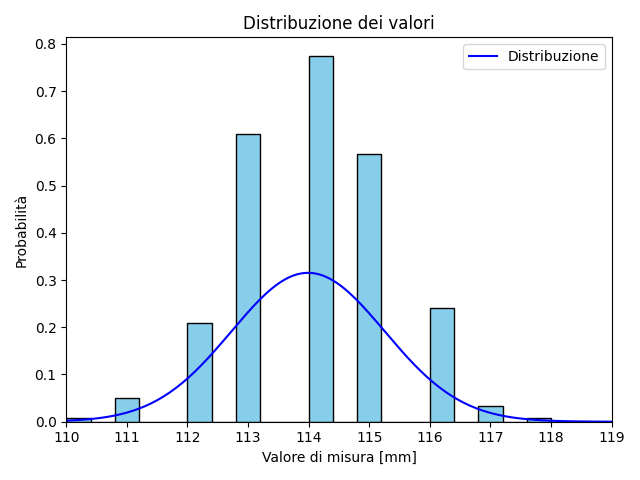 Distribuzione dei valori
Distribuzione
Probabilità
0.8
0.7
0.6
0.5
0.4
0.3
0.2
0.1
0.0
110 111 112 113 114 115 116 117 118 119
Valore di misura [mm]